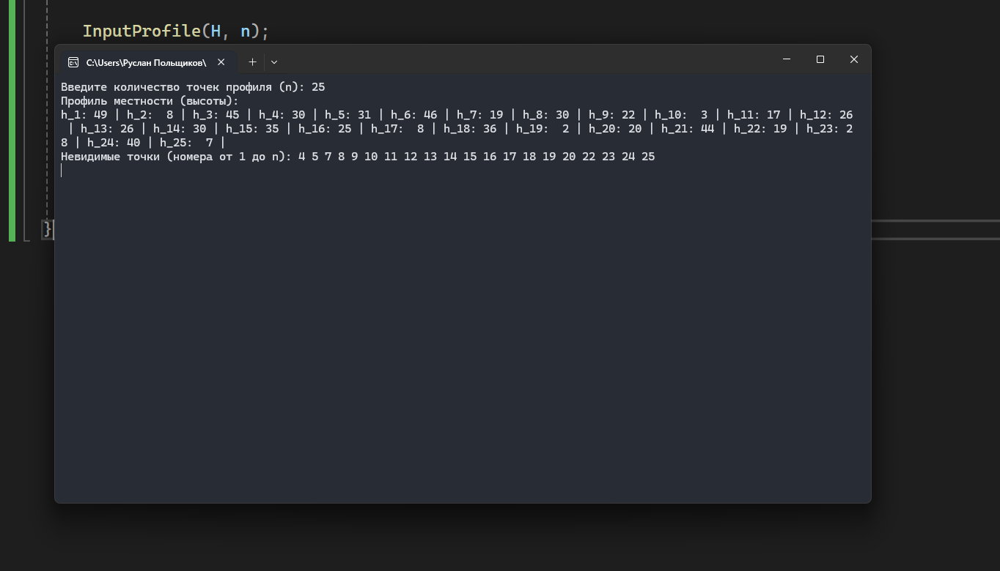 InputProfile(H, n);
C:\Users\Руслан Польщиков\
Введите количество точек профиля (n): 25
Профиль местности (высоты):
h_1: 49 | h_2:  8 | h_3: 45 | h_4: 30 | h_5: 31 | h_6: 46 | h_7: 19 | h_8: 30 | h_9: 22 | h_10:  3 | h_11: 17 | h_12: 26
 | h_13: 26 | h_14: 30 | h_15: 35 | h_16: 25 | h_17:  8 | h_18: 36 | h_19:  2 | h_20: 20 | h_21: 44 | h_22: 19 | h_23: 2
8 | h_24: 40 | h_25:  7 |
Невидимые точки (номера от 1 до n): 4 5 7 8 9 10 11 12 13 14 15 16 17 18 19 20 22 23 24 25
}